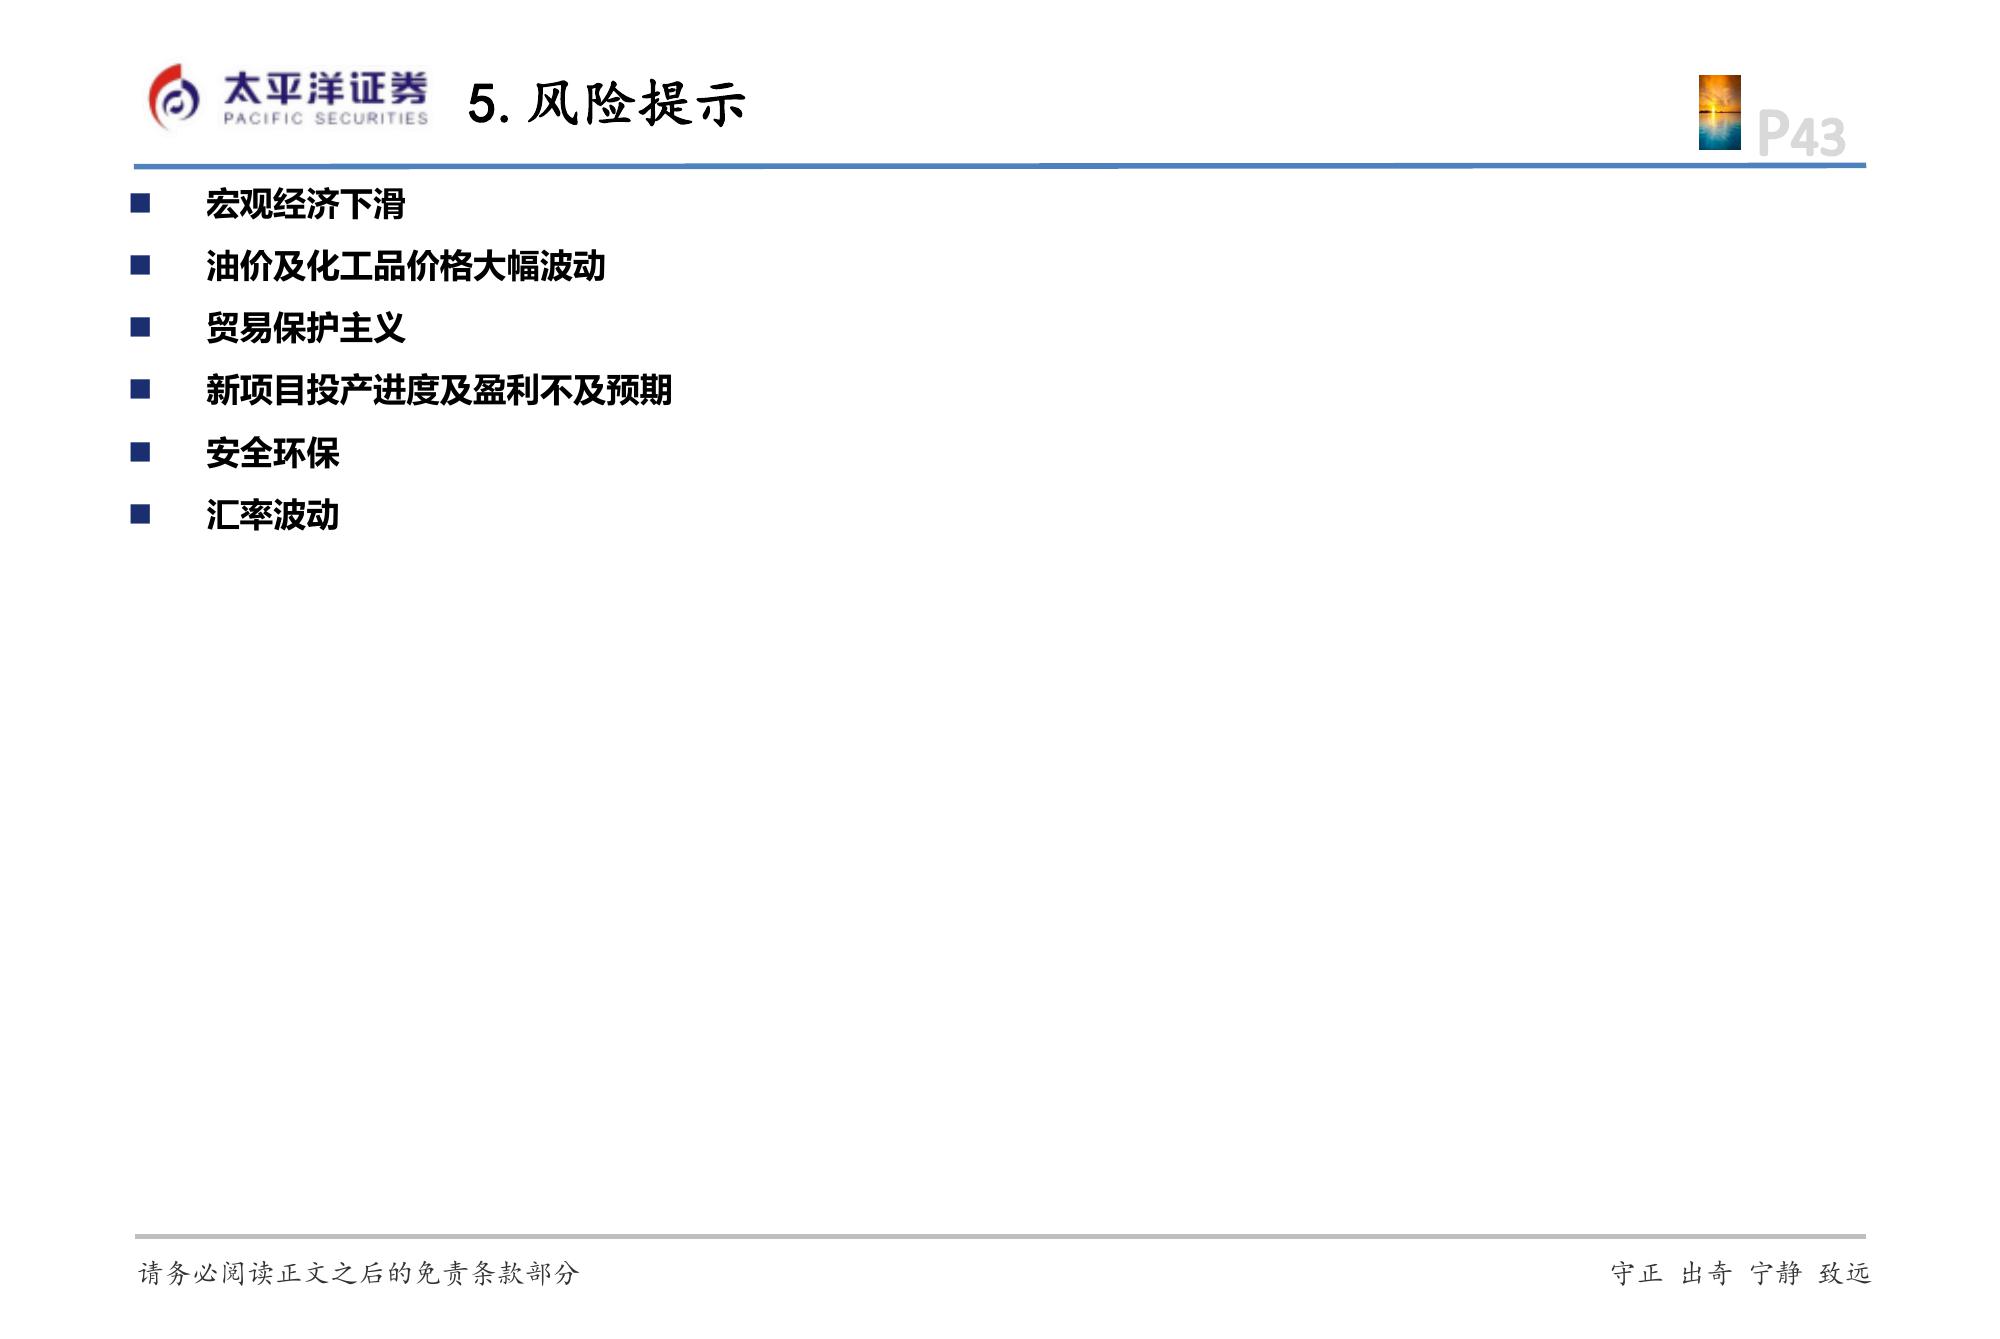 太平洋证券
PACIFIC SECURITIES
5. 风险提示
P43
宏观经济下滑
油价及化工品价格大幅波动
贸易保护主义
新项目投产进度及盈利不及预期
安全环保
汇率波动
请务必阅读正文之后的免责条款部分
守正 出奇 宁静 致远